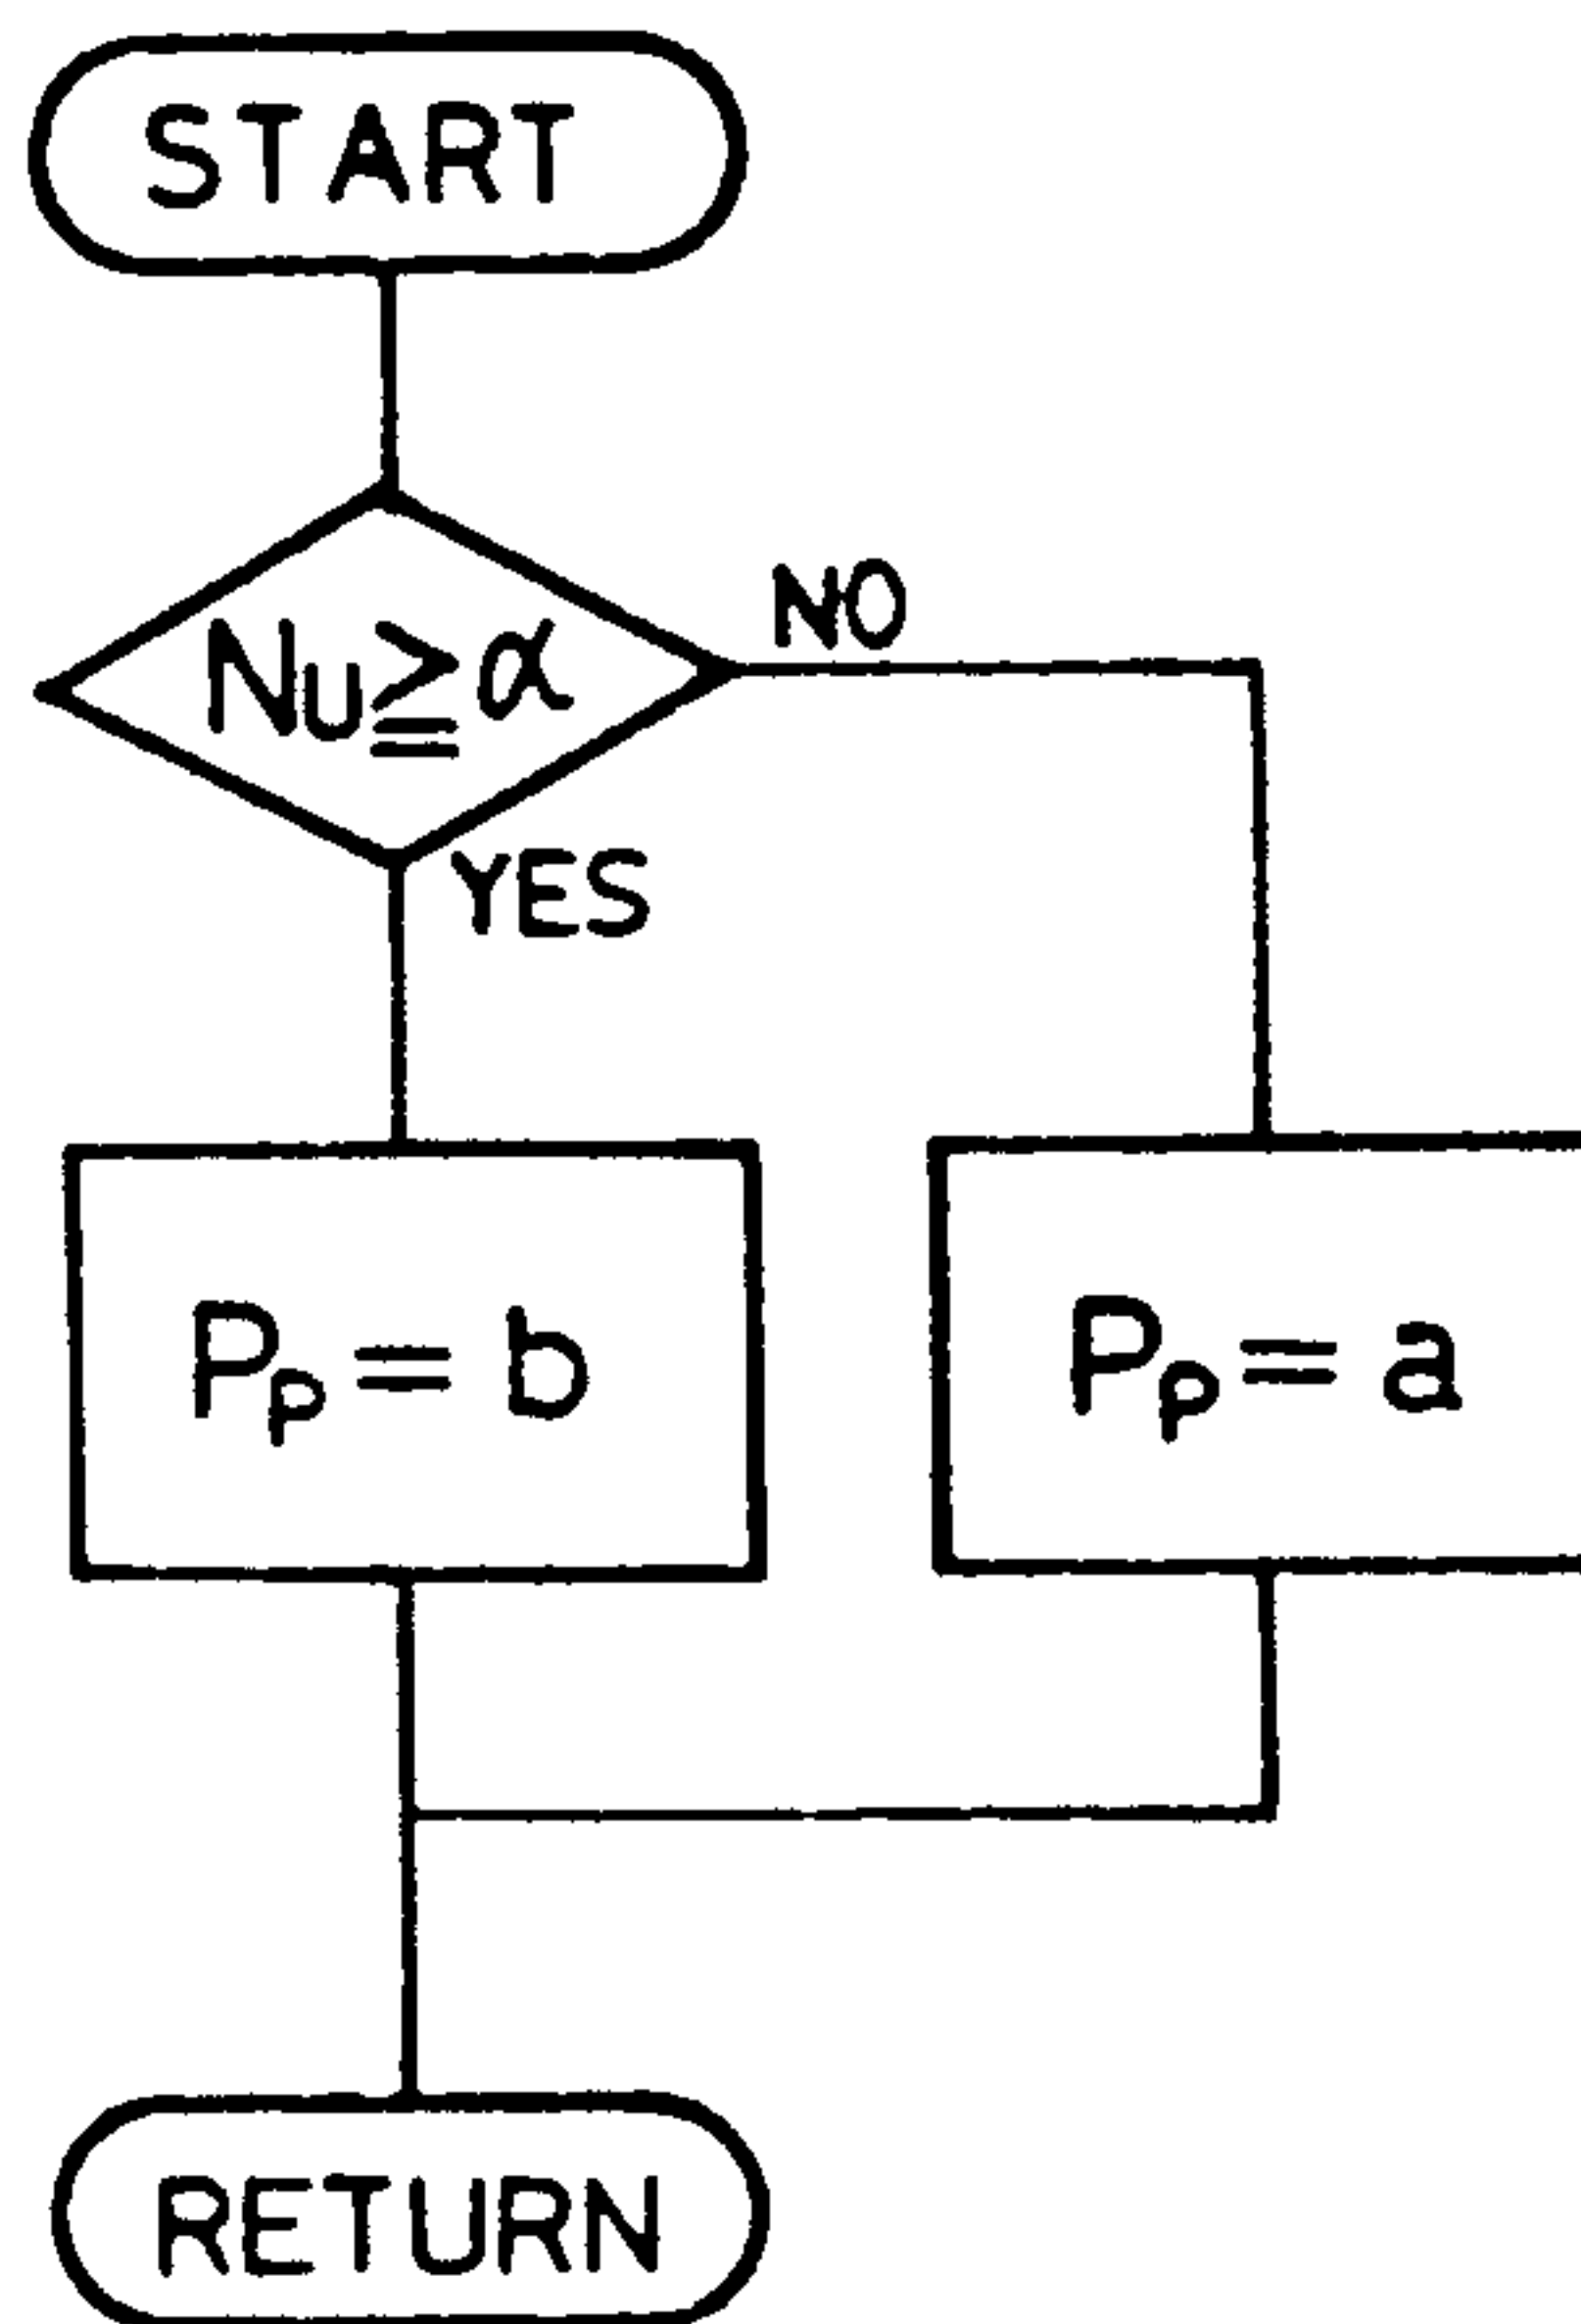 START
Nu≧α
NO
YES
Pp=b
Pp=a
RETURN